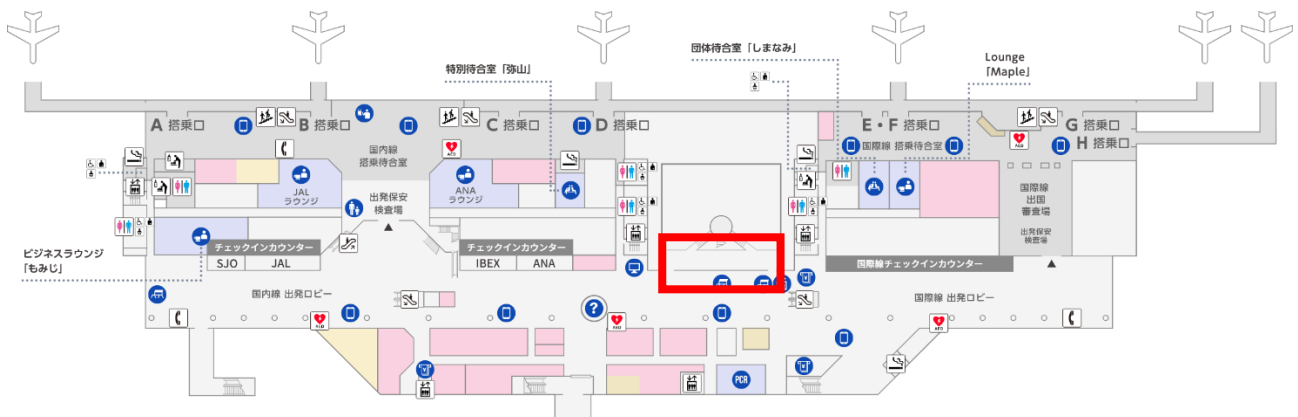 団体待合室「しまなみ」
Lounge
「Maple」
特別待合室「弥山」
A 搭乗口
B 搭乗口
C 搭乗口
D 搭乗口
E・F 搭乗口
G 搭乗口
H 搭乗口
国内線
搭乗待合室
国際線 搭乗待合室
AED
AED
JAL
ラウンジ
ANA
ラウンジ
出発保安
検査場
国際線
出国
審査場
出発保安
検査場
ビジネスラウンジ
「もみじ」
チェックインカウンター
SJO
JAL
チェックインカウンター
IBEX
ANA
国際線チェックインカウンター
国内線 出発ロビー
国際線 出発ロビー
?
AED
AED
AED
PCR